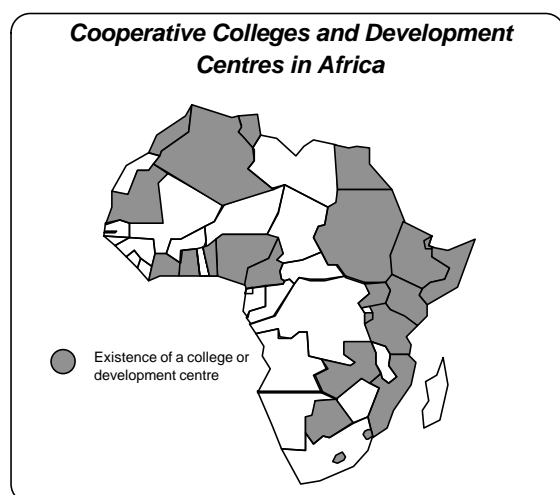 Cooperative Colleges and Development
Centres in Africa
Existence of a college or
development centre